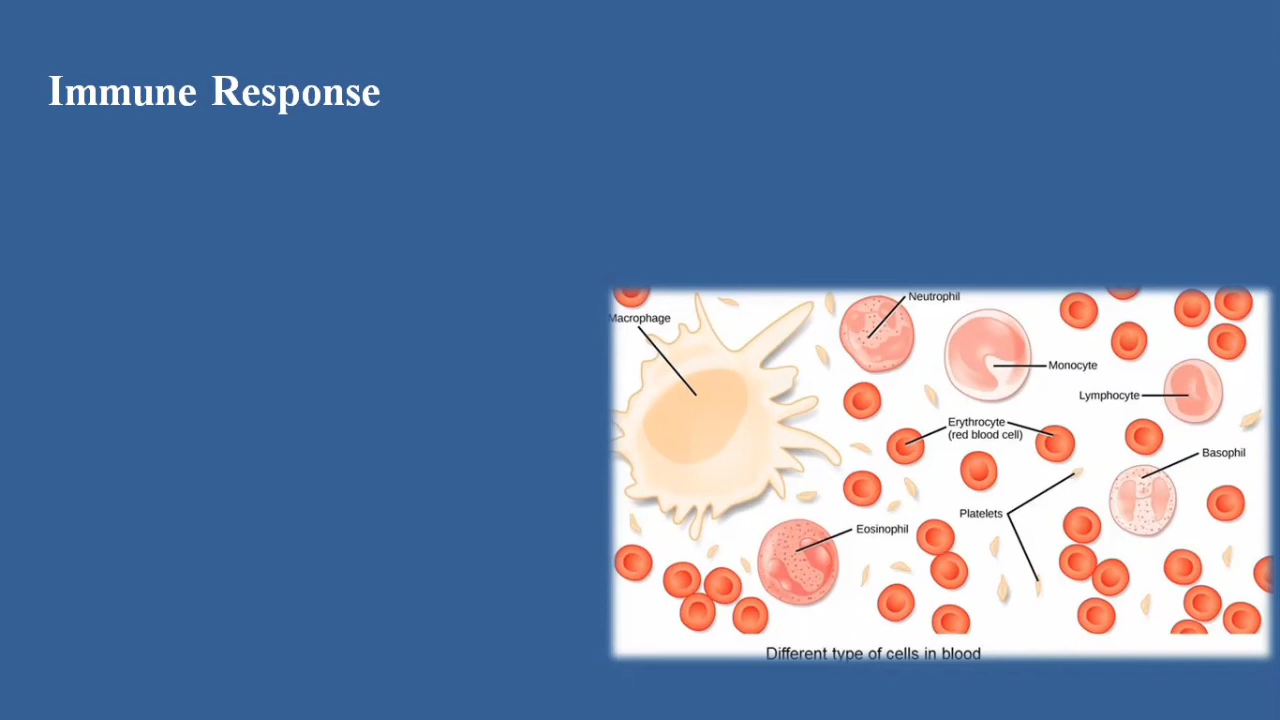 Immune Response
Neutrophil
Macrophage
Monocyte
Lymphocyte
Erythrocyte
(red blood cell)
Basophil
Platelets
Eosinophil
Different type of cells in blood